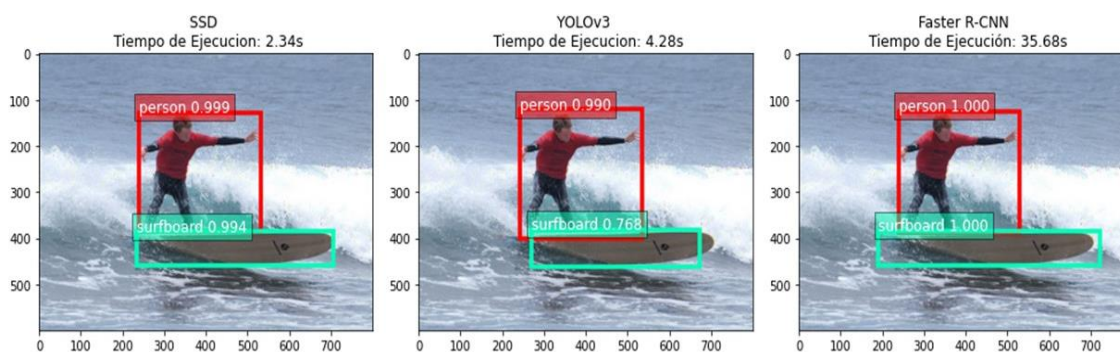 SSD
Tiempo de Ejecucion: 2.34s
0
100
200
300
400
500
0 100 200 300 400 500 600 700
person 0.999
surfboard 0.994
YOLOv3
Tiempo de Ejecucion: 4.28s
0
100
200
300
400
500
0 100 200 300 400 500 600 700
person 0.990
surfboard 0.768
Faster R-CNN
Tiempo de Ejecución: 35.68s
0
100
200
300
400
500
0 100 200 300 400 500 600 700
person 1.000
surfboard 1.000